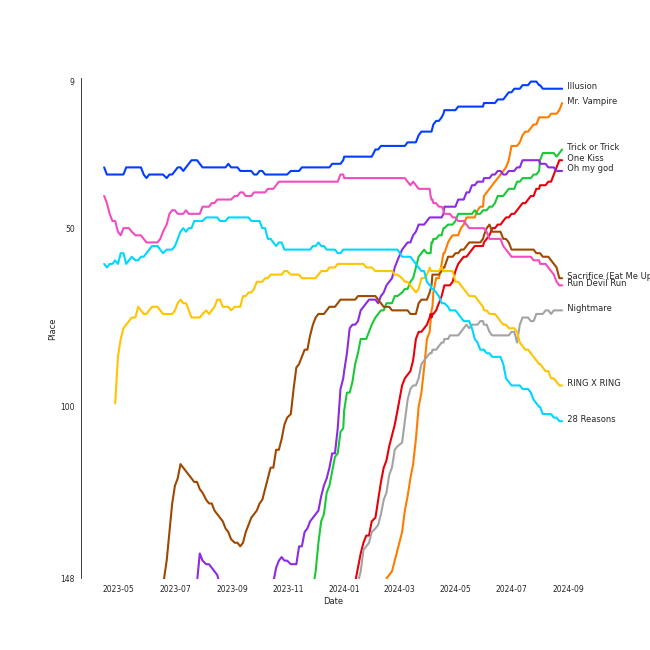 9
50
100
148
Place
2023-05
2023-07
2023-09
2023-11
2024-01
2024-03
2024-05
2024-07
2024-09
Date
Illusion
Mr. Vampire
Trick or Trick
One Kiss
Oh my god
Sacrifice (Eat Me Up
Run Devil Run
Nightmare
RING X RING
28 Reasons